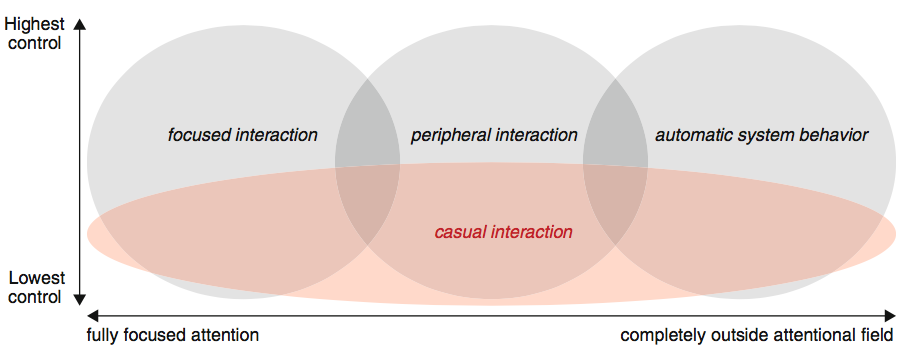 Highest
control
focused interaction
peripheral interaction
automatic system behavior
casual interaction
Lowest
control
fully focused attention
completely outside attentional field